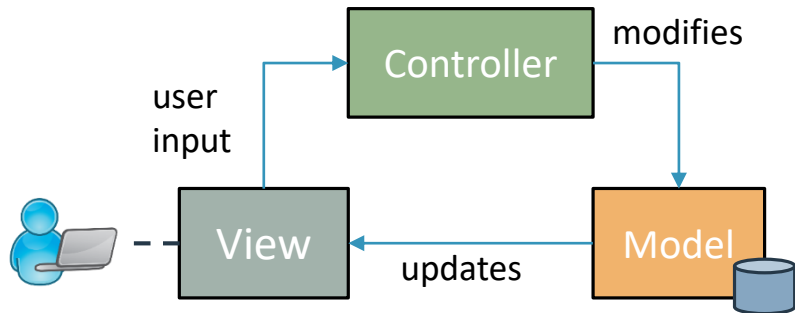 Controller
modifies
user
input
View
updates
Model